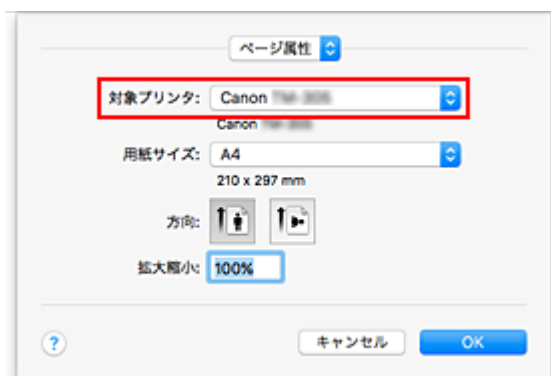 ページ属性
対象プリンタ: Canon
Canon
用紙サイズ: A4
210 x 297 mm
方向:
拡大縮小: 100%
? キャンセル OK